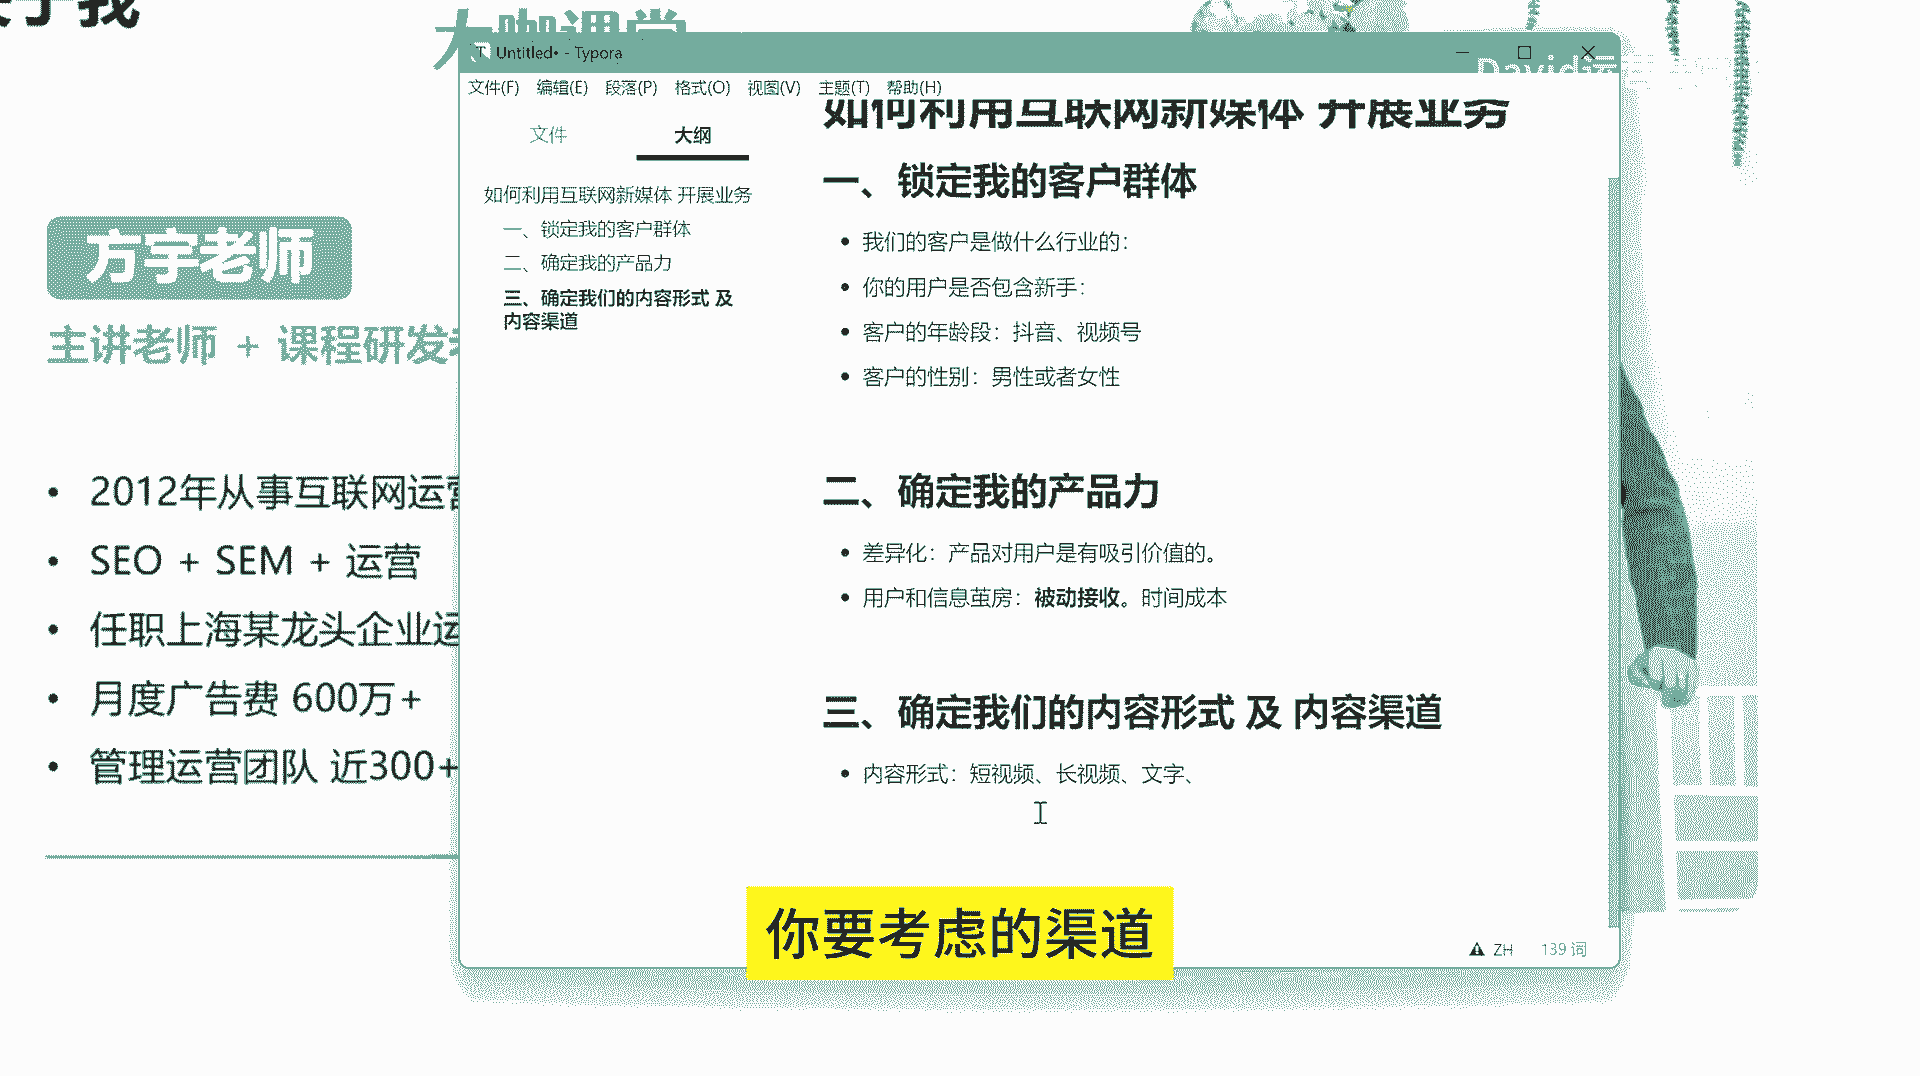 于我
大咖课堂
Untitled• - Typora
文件(F) 编辑(E) 段落(P) 格式(O) 视图(V) 主题(T) 帮助(H)
文件 大纲
如何利用互联网新媒体 开展业务
一、锁定我的客户群体
二、确定我的产品力
三、确定我们的内容形式 及
内容渠道
如何利用互联网新媒体 开展业务
一、锁定我的客户群体
• 我们的客户是做什么行业的：
• 你的用户是否包含新手：
• 客户的年龄段：抖音、视频号
• 客户的性别：男性或者女性
二、确定我的产品力
• 差异化：产品对用户是有吸引价值的。
• 用户和信息茧房：被动接收。时间成本
三、确定我们的内容形式 及 内容渠道
• 内容形式：短视频、长视频、文字、
ZH 139 词
方宇老师
主讲老师 + 课程研发
• 2012年从事互联网运营
• SEO + SEM + 运营
• 任职上海某龙头企业运
• 月度广告费 600万+
• 管理运营团队 近300+
你要考虑的渠道